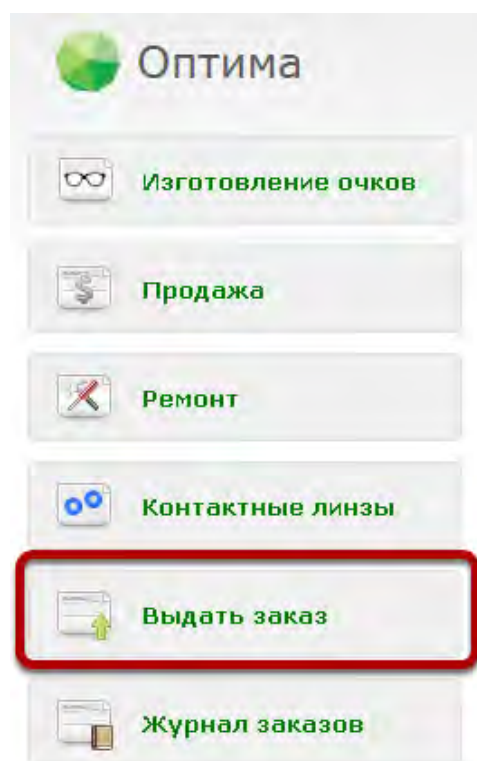 Оптима
Изготовление очков
Продажа
Ремонт
Контактные линзы
Выдать заказ
Журнал заказов